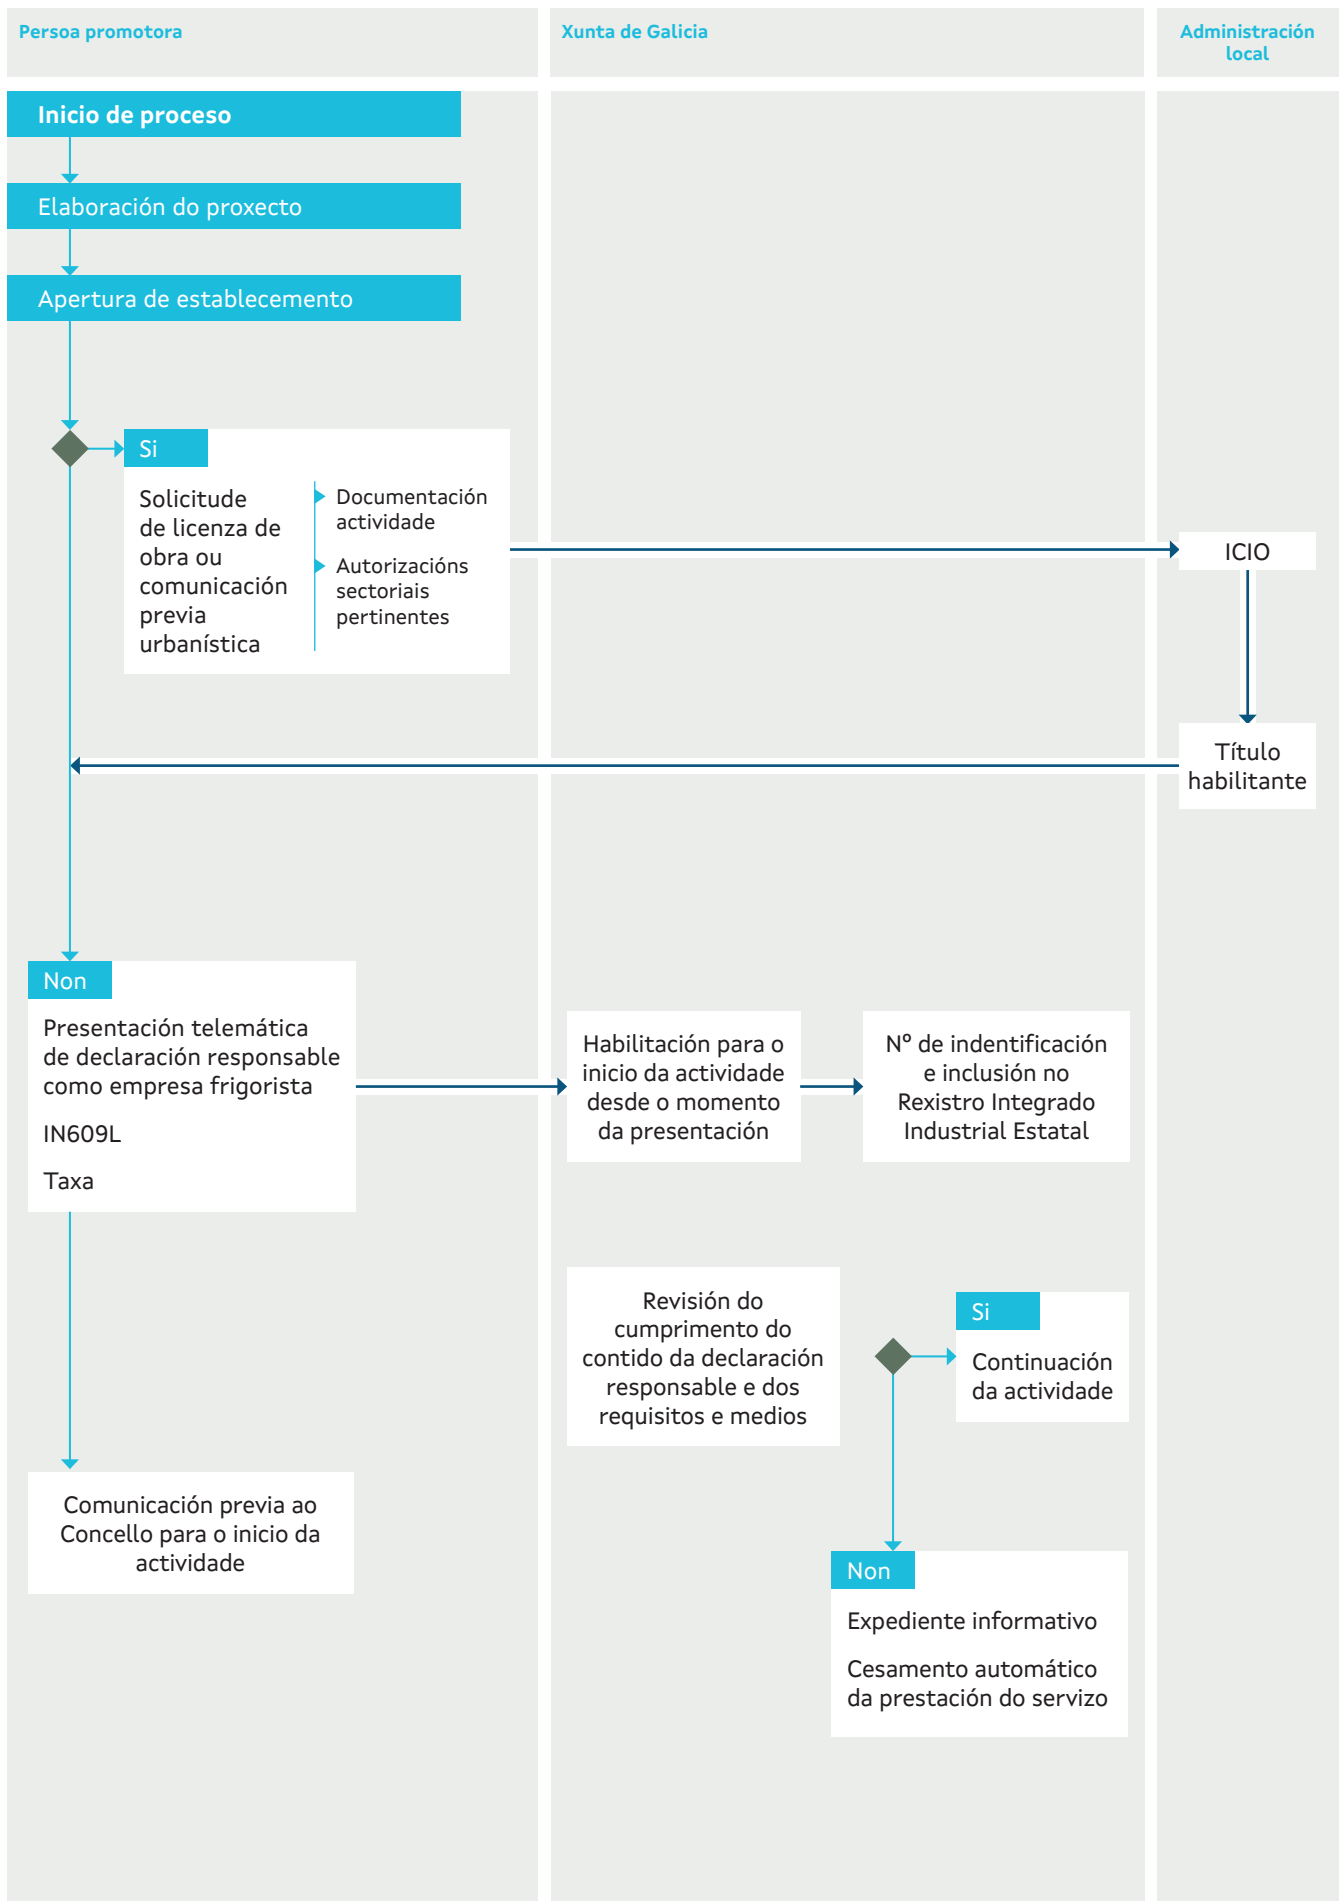 Persoa promotora
Xunta de Galicia
Administración
local
Inicio de proceso
Elaboración do proxecto
Apertura de establecemento
Si
Solicitude
de licenza de
obra ou
comunicación
previa
urbanística
Documentación
actividade
Autorizacións
sectoriais
pertinentes
ICIO
Título
habilitante
Non
Presentación telemática
de declaración responsable
como empresa frigorista
IN609L
Taxa
Habilitación para o
inicio da actividade
desde o momento
da presentación
Nº de indentificación
e inclusión no
Rexistro Integrado
Industrial Estatal
Revisión do
cumprimento do
contido da declaración
responsable e dos
requisitos e medios
Si
Continuación
da actividade
Comunicación previa ao
Concello para o inicio da
actividade
Non
Expediente informativo
Cesamento automático
da prestación do servizo